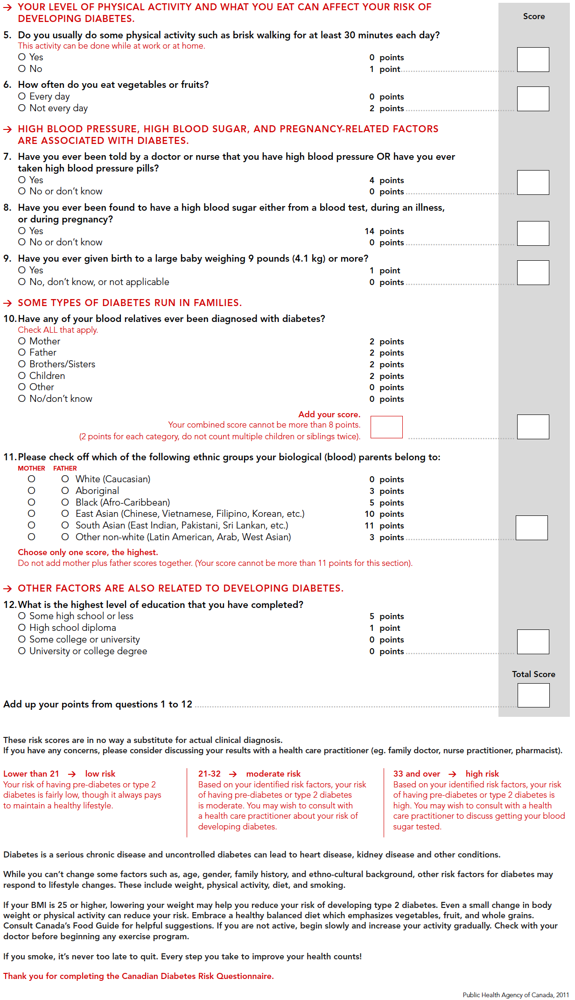 → YOUR LEVEL OF PHYSICAL ACTIVITY AND WHAT YOU EAT CAN AFFECT YOUR RISK OF
DEVELOPING DIABETES.
Score
5. Do you usually do some physical activity such as brisk walking for at least 30 minutes each day?
This activity can be done while at work or at home.
O Yes 0 points
O No 1 point
6. How often do you eat vegetables or fruits?
O Every day 0 points
O Not every day 2 points
→ HIGH BLOOD PRESSURE, HIGH BLOOD SUGAR, AND PREGNANCY-RELATED FACTORS
ARE ASSOCIATED WITH DIABETES.
7. Have you ever been told by a doctor or nurse that you have high blood pressure OR have you ever
taken high blood pressure pills?
O Yes 4 points
O No or don't know 0 points
8. Have you ever been found to have a high blood sugar either from a blood test, during an illness,
or during pregnancy?
O Yes 14 points
O No or don't know 0 points
9. Have you ever given birth to a large baby weighing 9 pounds (4.1 kg) or more?
O Yes 1 point
O No, don't know, or not applicable 0 points
→ SOME TYPES OF DIABETES RUN IN FAMILIES.
10. Have any of your blood relatives ever been diagnosed with diabetes?
Check ALL that apply.
O Mother 2 points
O Father 2 points
O Brothers/Sisters 2 points
O Children 2 points
O Other 0 points
O No/don't know 0 points
Add your score.
Your combined score cannot be more than 8 points.
(2 points for each category, do not count multiple children or siblings twice).
11. Please check off which of the following ethnic groups your biological (blood) parents belong to:
MOTHER FATHER
O O White (Caucasian) 0 points
O O Aboriginal 3 points
O O Black (Afro-Caribbean) 5 points
O O East Asian (Chinese, Vietnamese, Filipino, Korean, etc.) 10 points
O O South Asian (East Indian, Pakistani, Sri Lankan, etc.) 11 points
O O Other non-white (Latin American, Arab, West Asian) 3 points
Choose only one score, the highest.
Do not add mother plus father scores together. (Your score cannot be more than 11 points for this section).
→ OTHER FACTORS ARE ALSO RELATED TO DEVELOPING DIABETES.
12. What is the highest level of education that you have completed?
O Some high school or less 5 points
O High school diploma 1 point
O Some college or university 0 points
O University or college degree 0 points
Total Score
Add up your points from questions 1 to 12
These risk scores are in no way a substitute for actual clinical diagnosis.
If you have any concerns, please consider discussing your results with a health care practitioner (eg. family doctor, nurse practitioner, pharmacist).
Lower than 21 → low risk
Your risk of having pre-diabetes or type 2
diabetes is fairly low, though it always pays
to maintain a healthy lifestyle.
21-32 → moderate risk
Based on your identified risk factors, your risk
of having pre-diabetes or type 2 diabetes
is moderate. You may wish to consult with
a health care practitioner about your risk of
developing diabetes.
33 and over → high risk
Based on your identified risk factors, your risk
of having pre-diabetes or type 2 diabetes is
high. You may wish to consult with a health
care practitioner to discuss getting your blood
sugar tested.
Diabetes is a serious chronic disease and uncontrolled diabetes can lead to heart disease, kidney disease and other conditions.
While you can't change some factors such as, age, gender, family history, and ethno-cultural background, other risk factors for diabetes may
respond to lifestyle changes. These include weight, physical activity, diet, and smoking.
If your BMI is 25 or higher, lowering your weight may help you reduce your risk of developing type 2 diabetes. Even a small change in body
weight or physical activity can reduce your risk. Embrace a healthy balanced diet which emphasizes vegetables, fruit, and whole grains.
Consult Canada's Food Guide for helpful suggestions. If you are not active, begin slowly and increase your activity gradually. Check with your
doctor before beginning any exercise program.
If you smoke, it's never too late to quit. Every step you take to improve your health counts!
Thank you for completing the Canadian Diabetes Risk Questionnaire.
Public Health Agency of Canada, 2011